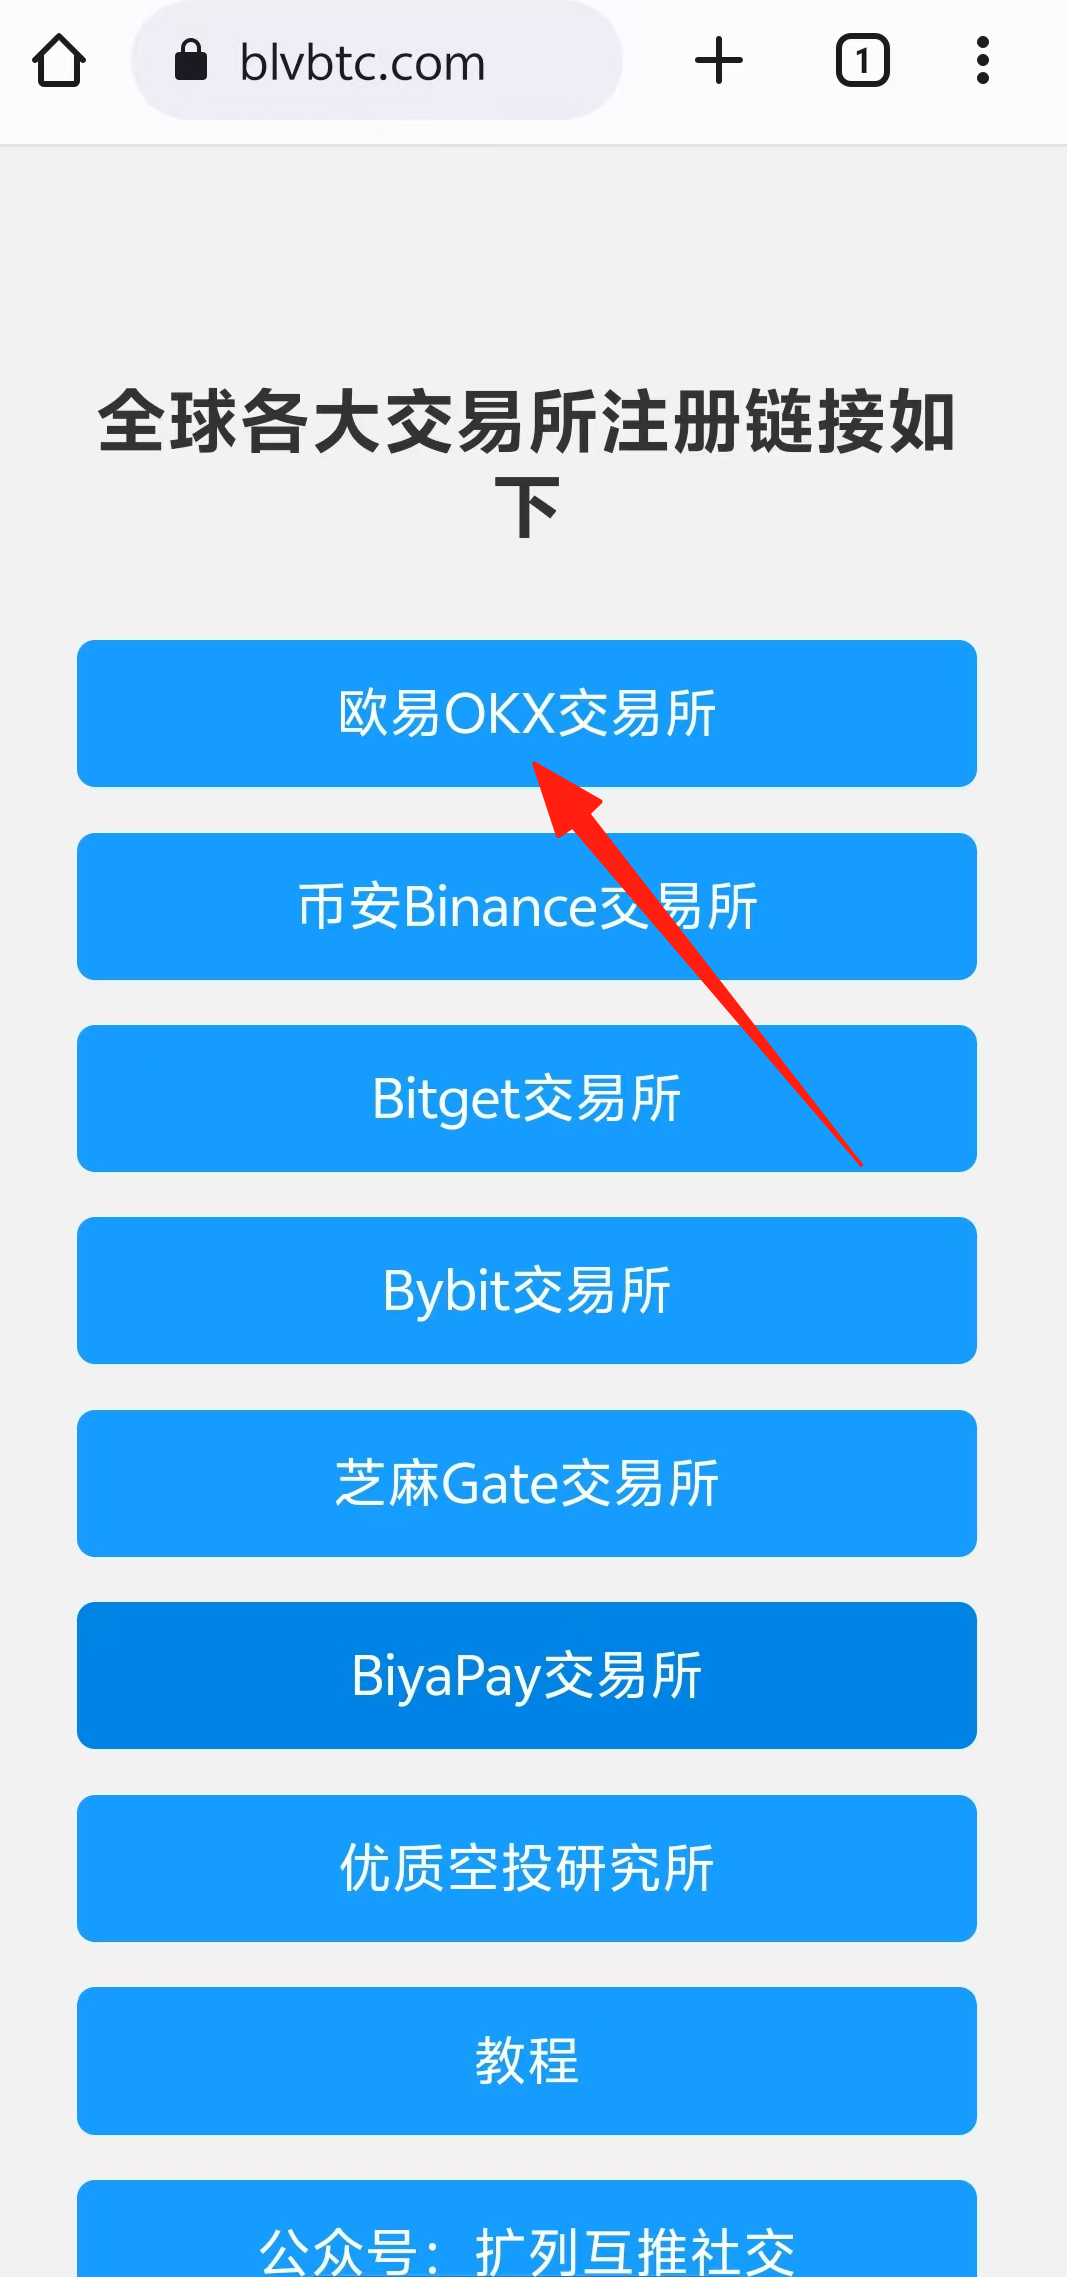 blvbtc.com
1
全球各大交易所注册链接如
下
欧易OKX交易所
币安Binance交易所
Bitget交易所
Bybit交易所
芝麻Gate交易所
BiyaPay交易所
优质空投研究所
教程
公众号：扩列互推社交